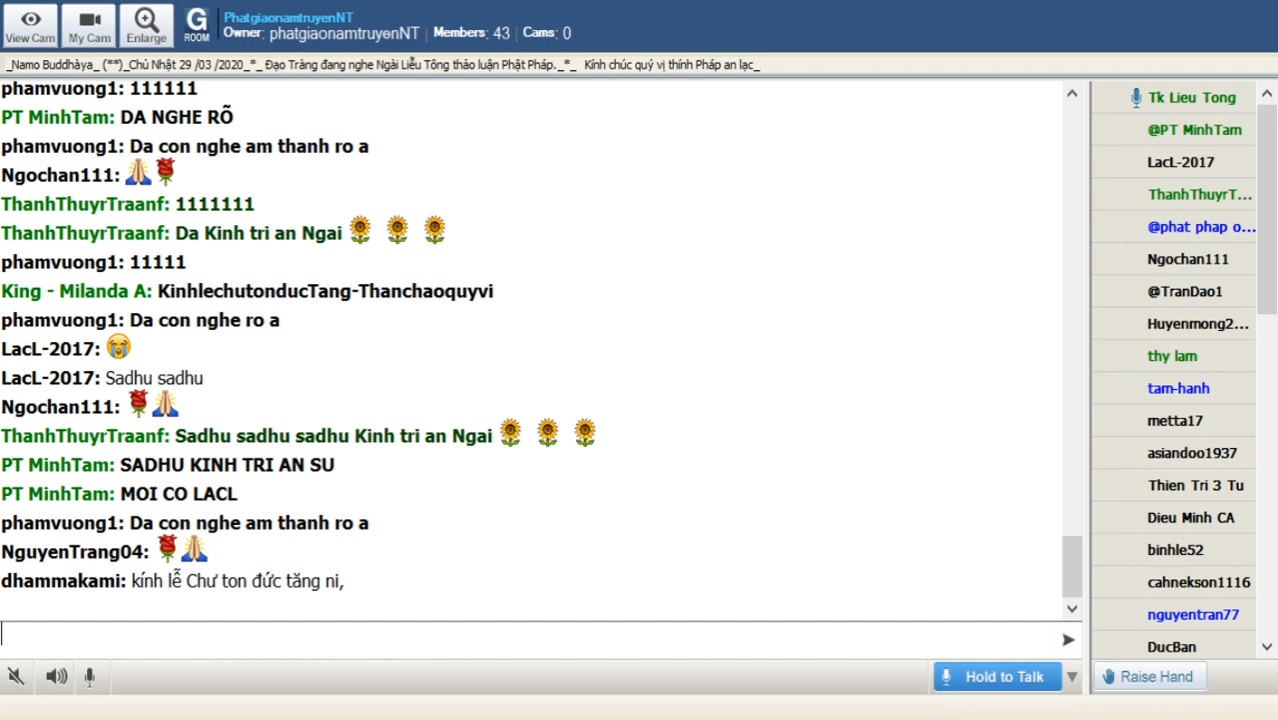 View Cam
My Cam
Enlarge
G
ROOM
PhatgiaonamtruyenNT
Owner: phatgiaonamtruyenNT | Members: 43 | Cams: 0
_Namo Buddhàya_ (**)_Chủ Nhật 29 /03 /2020_*_ Đạo Tràng đang nghe Ngài Liễu Tông thảo luận Phật Pháp._*_ Kính chúc quý vị thính Pháp an lạc_
phamvuong1: 111111
PT MinhTam: DA NGHE RÕ
phamvuong1: Da con nghe am thanh ro a
Ngochan111: 🙏🌹
ThanhThuyrTraanf: 1111111
ThanhThuyrTraanf: Da Kinh tri an Ngai 🌻 🌻 🌻
phamvuong1: 11111
King - Milanda A: KinhlechutonducTang-Thanchaoquyvi
phamvuong1: Da con nghe ro a
LacL-2017: 😭
LacL-2017: Sadhu sadhu
Ngochan111: 🌹🙏
ThanhThuyrTraanf: Sadhu sadhu sadhu Kinh tri an Ngai 🌻 🌻 🌻
PT MinhTam: SADHU KINH TRI AN SU
PT MinhTam: MOI CO LACL
phamvuong1: Da con nghe am thanh ro a
NguyenTrang04: 🌹🙏
dhammakami: kính lễ Chư ton đức tăng ni,
Tk Lieu Tong
@PT MinhTam
LacL-2017
ThanhThuyrT...
@phat phap o...
Ngochan111
@TranDao1
Huyenmong2...
thy lam
tam-hanh
metta17
asiandoo1937
Thien Tri 3 Tu
Dieu Minh CA
binhle52
cahnekson1116
nguyentran77
DucBan
Hold to Talk
Raise Hand